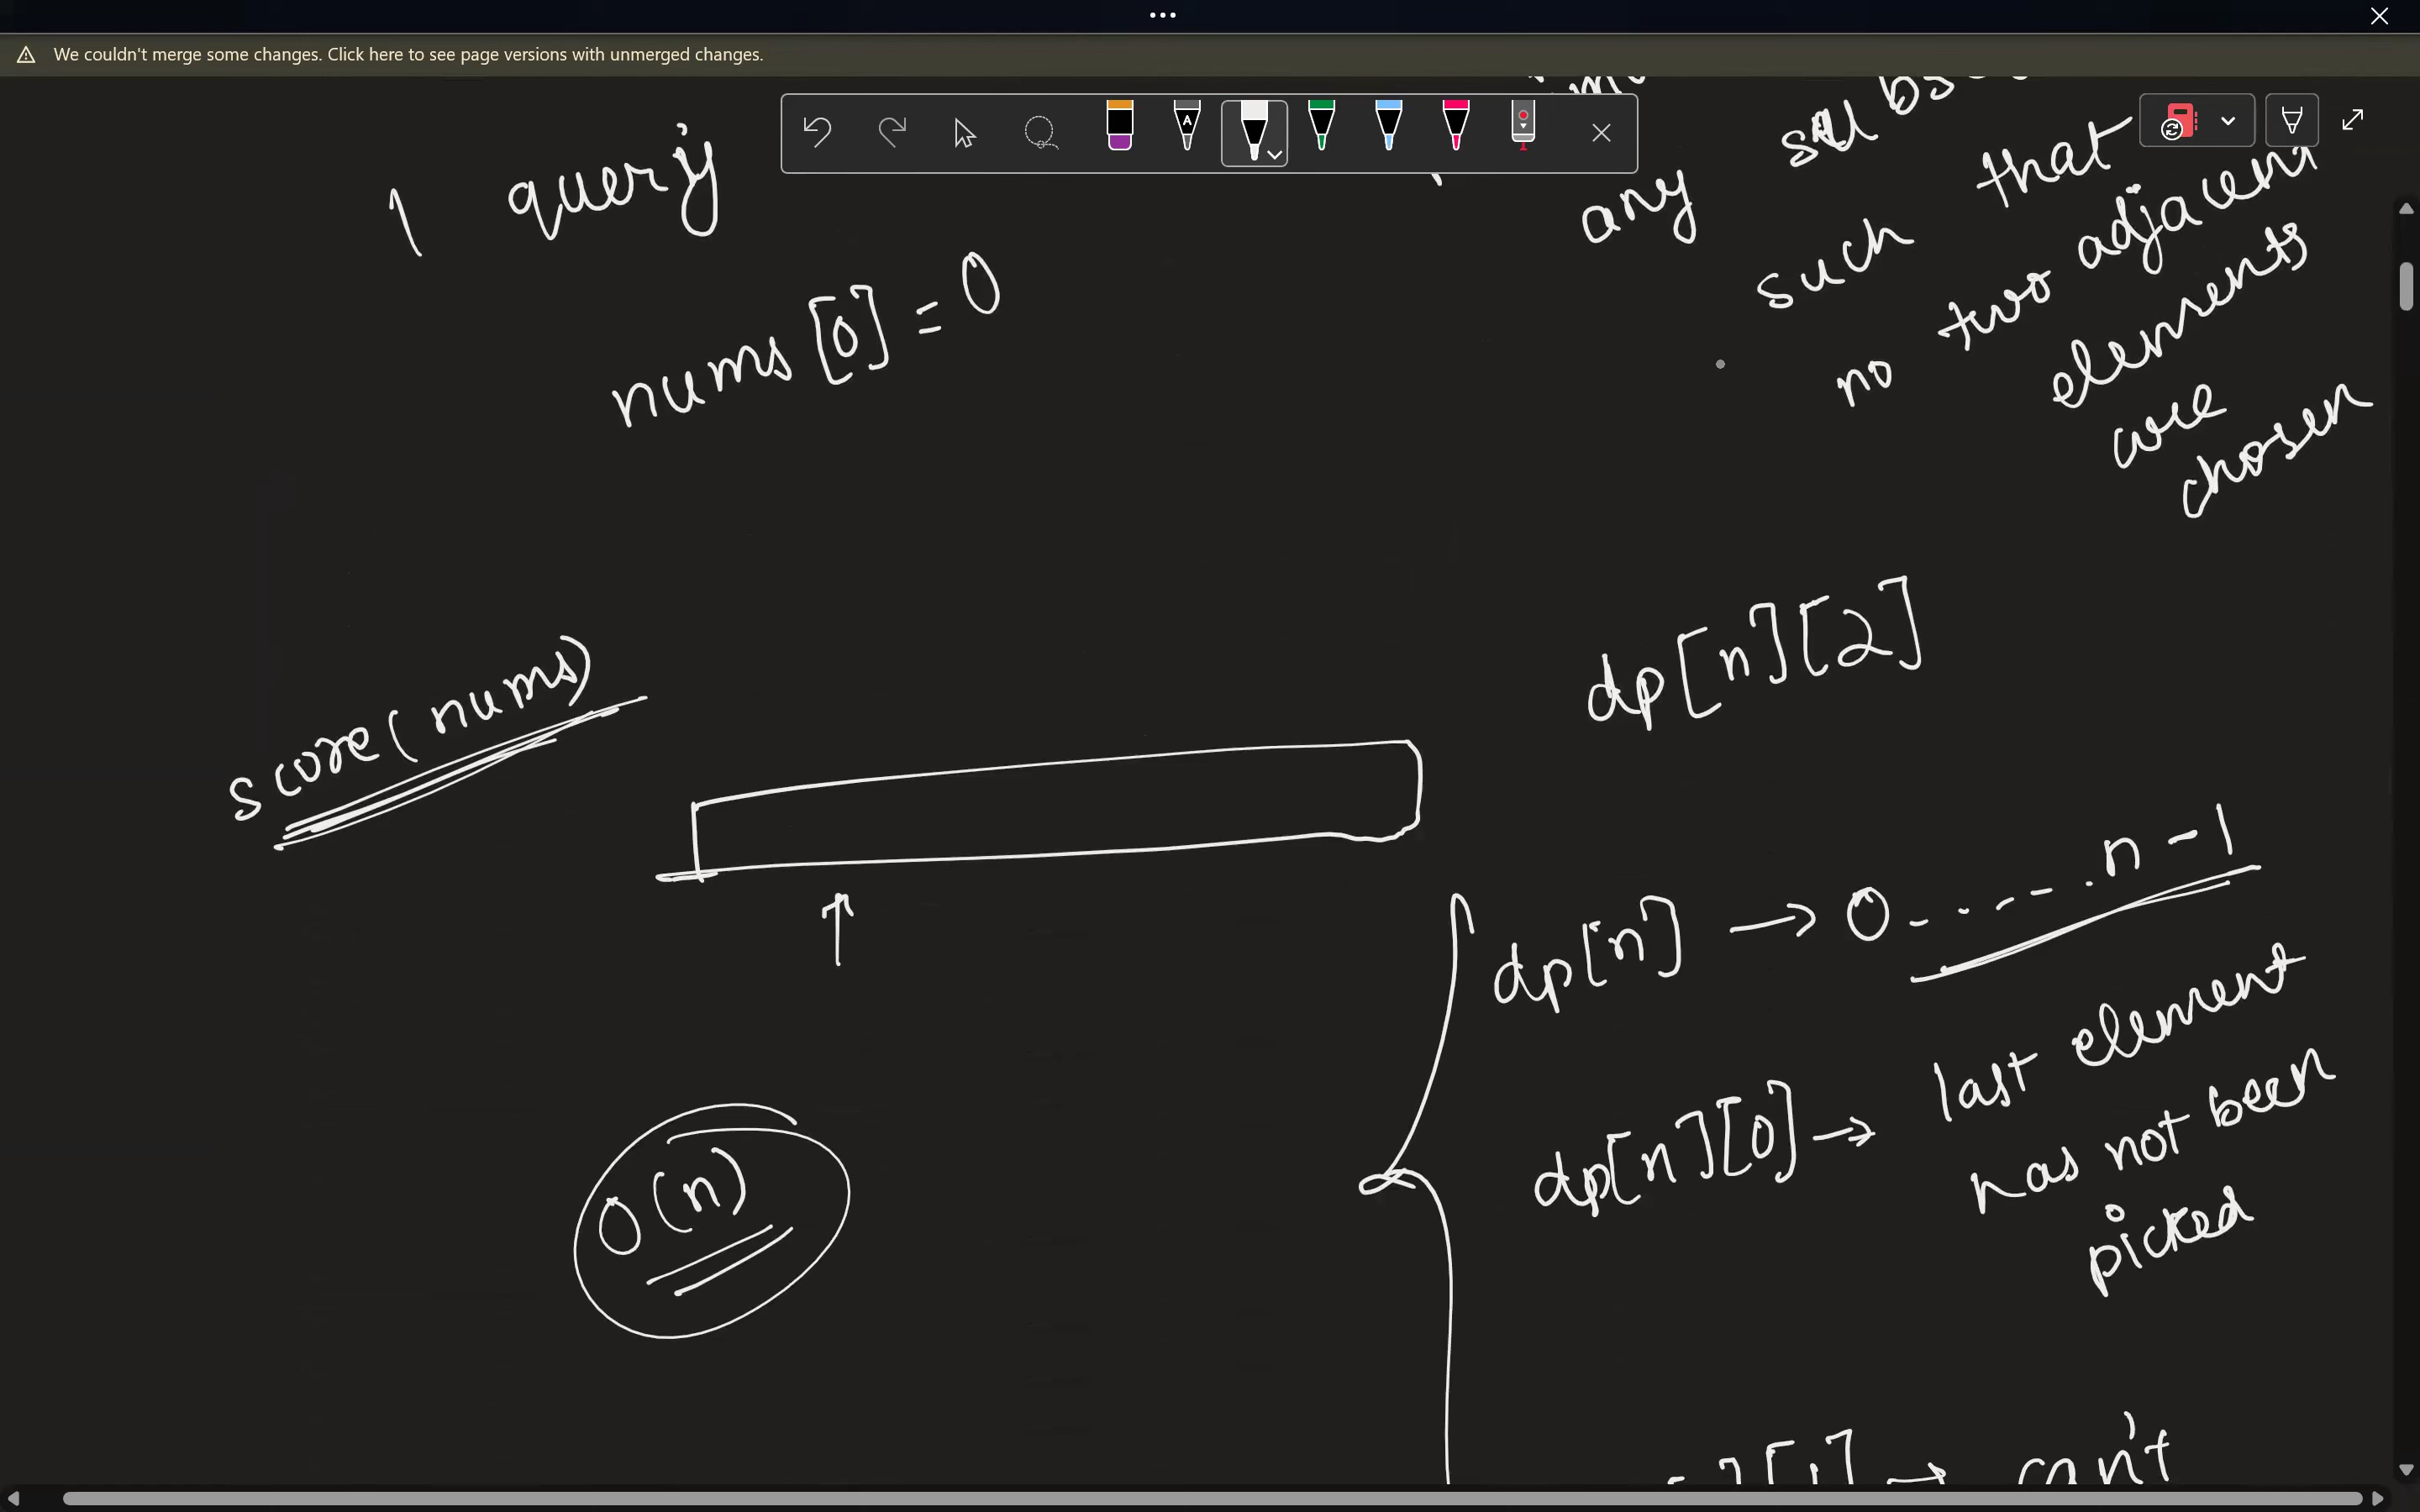 We couldn't merge some changes. Click here to see page versions with unmerged changes.
A
1 query
any
such that
no two adjacent
elements
are
chosen
nums[0] = 0
score(nums)
dp[n][2]
dp[n] → 0 - . . - - - . n - 1
dp[n][0] → last element
has not been
picked
O(n)
can't